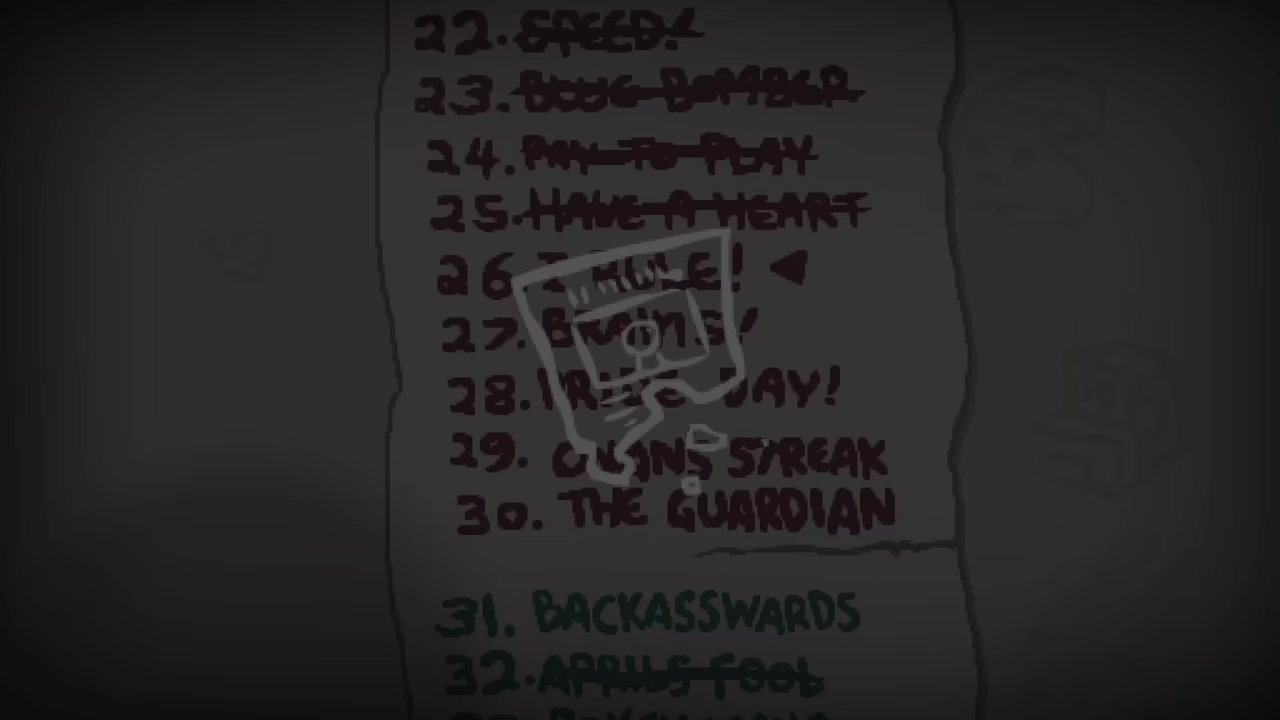 22. SPEED!
23. BLUE BOMBER
24. PAY TO PLAY
25. HAVE A HEART
26. I RULE!
27. BRAINS!
28. PRIDE DAY!
29. ONANS STREAK
30. THE GUARDIAN
31. BACKASSWARDS
32. APRILS FOOL